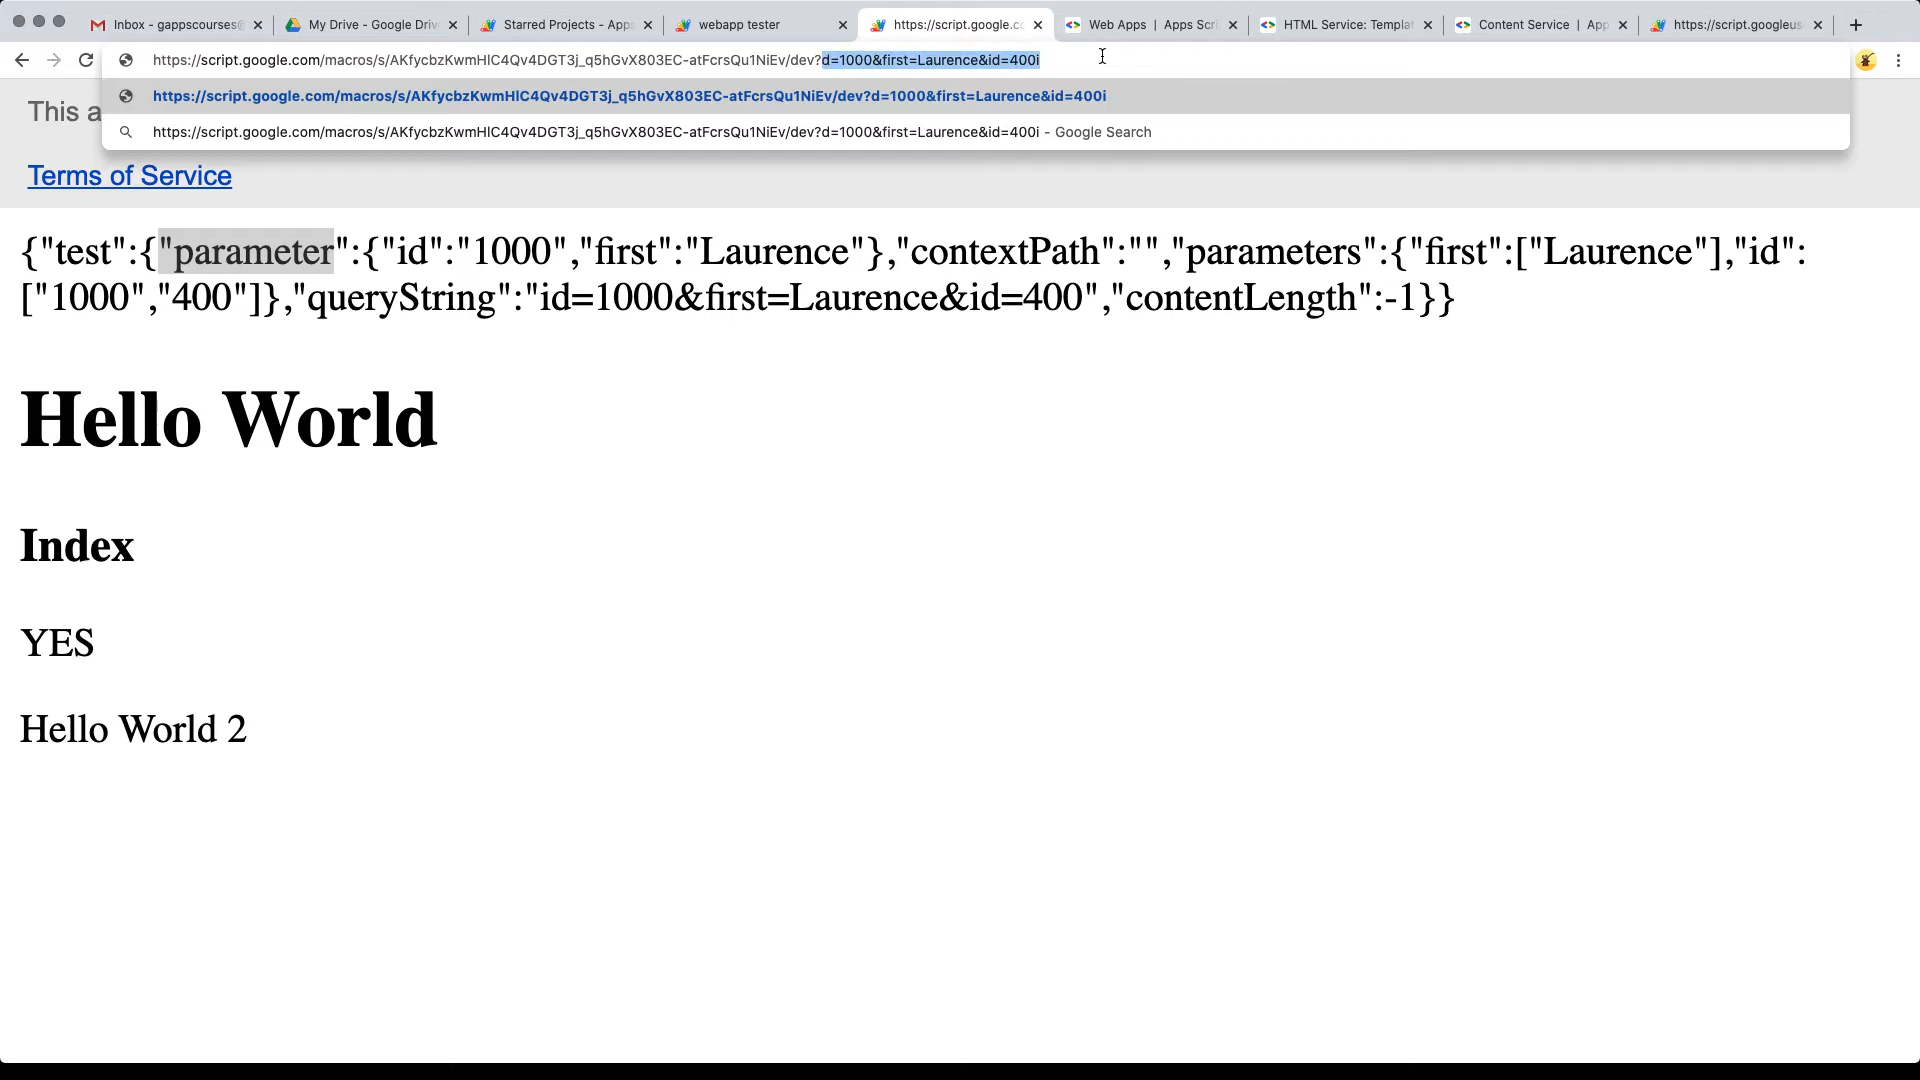 Inbox - gappscourses@
My Drive - Google Driv
Starred Projects - Apps
webapp tester
https://script.google.co
Web Apps | Apps Scri
HTML Service: Templat
Content Service | App
https://script.googleus
https://script.google.com/macros/s/AKfycbzKwmHlC4Qv4DGT3j_q5hGvX803EC-atFcrsQu1NiEv/dev?d=1000&first=Laurence&id=400i
https://script.google.com/macros/s/AKfycbzKwmHlC4Qv4DGT3j_q5hGvX803EC-atFcrsQu1NiEv/dev?d=1000&first=Laurence&id=400i
This a
https://script.google.com/macros/s/AKfycbzKwmHlC4Qv4DGT3j_q5hGvX803EC-atFcrsQu1NiEv/dev?d=1000&first=Laurence&id=400i - Google Search
Terms of Service
{"test":{"parameter":{"id":"1000","first":"Laurence"},"contextPath":"","parameters":{"first":["Laurence"],"id":
["1000","400"]},"queryString":"id=1000&first=Laurence&id=400","contentLength":-1}}
Hello World
Index
YES
Hello World 2